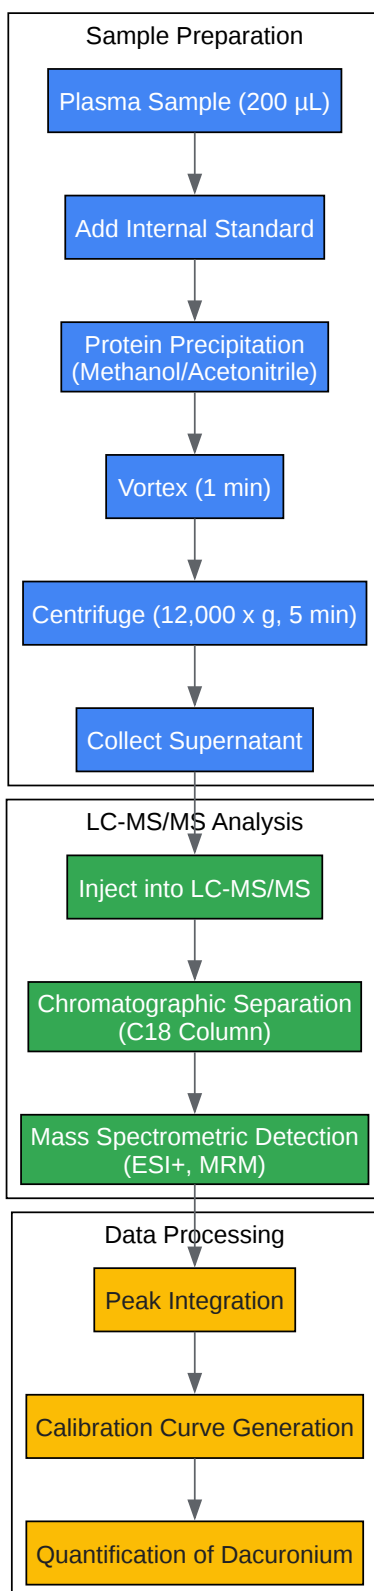 Sample Preparation
Plasma Sample (200 µL)
Add Internal Standard
Protein Precipitation
(Methanol/Acetonitrile)
Vortex (1 min)
Centrifuge (12,000 x g, 5 min)
Collect Supernatant
LC-MS/MS Analysis
Inject into LC-MS/MS
Chromatographic Separation
(C18 Column)
Mass Spectrometric Detection
(ESI+, MRM)
Data Processing
Peak Integration
Calibration Curve Generation
Quantification of Dacuronium